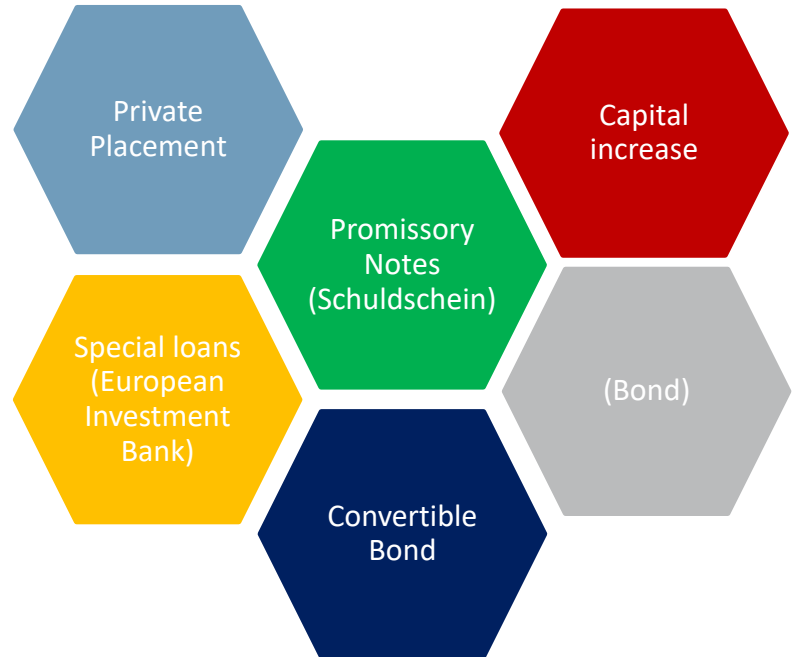 Private
Placement
Capital
increase
Promissory
Notes
(Schuldschein)
Special loans
(European
Investment
Bank)
(Bond)
Convertible
Bond